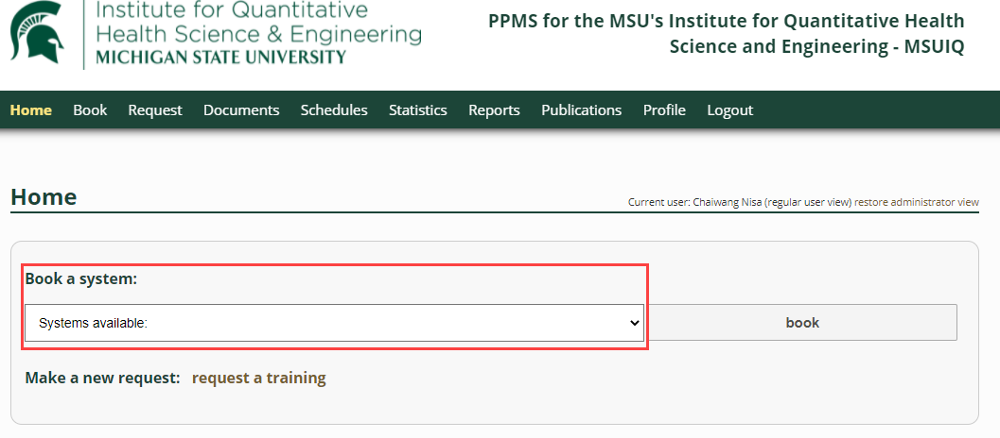 Institute for Quantitative
Health Science & Engineering
MICHIGAN STATE UNIVERSITY
PPMS for the MSU's Institute for Quantitative Health
Science and Engineering - MSUIQ
Home Book Request Documents Schedules Statistics Reports Publications Profile Logout
Home
Current user: Chaiwang Nisa (regular user view) restore administrator view
Book a system:
Systems available:
book
Make a new request: request a training